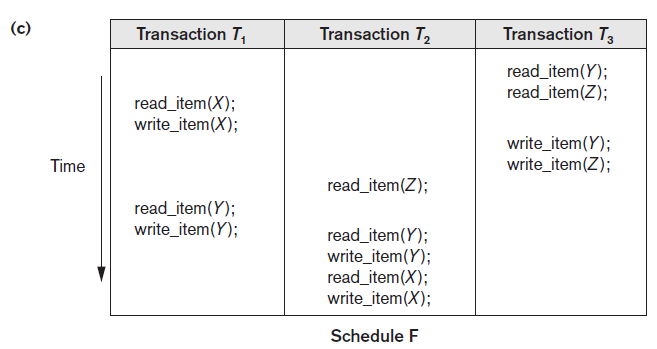 (c)
Transaction T1 Transaction T2 Transaction T3
read_item(Y);
read_item(Z);
read_item(X);
write_item(X);
write_item(Y);
write_item(Z);
Time
read_item(Z);
read_item(Y);
write_item(Y);
read_item(Y);
write_item(Y);
read_item(X);
write_item(X);
Schedule F